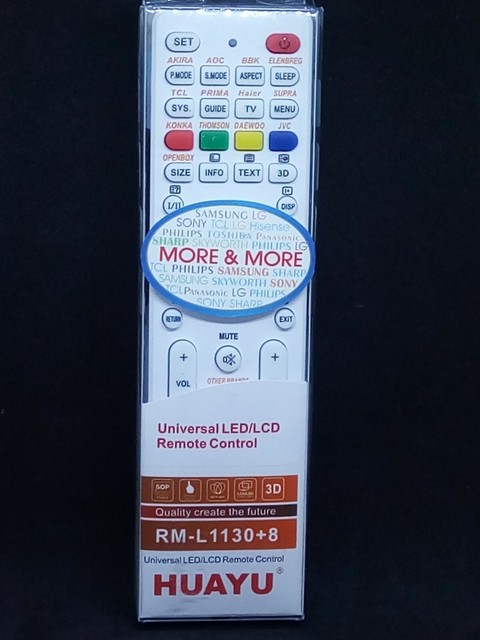 SET
AKIRA AOC BBK ELENBREG
P.MODE S.MODE ASPECT SLEEP
TCL PRIMA Haier SUPRA
SYS. GUIDE TV MENU
KONKA THOMSON DAEWOO JVC
OPENBOX
SIZE INFO TEXT 3D
I/II DISP
SAMSUNG LG
SONY TCL LG Hisense
PHILIPS TOSHIBA Panasonic
SHARP SKYWORTH PHILIPS LG
MORE & MORE
TCL PHILIPS SAMSUNG SHARP
SAMSUNG SKYWORTH SONY
TCL Panasonic LG PHILIPS
SONY SHARP
RETURN EXIT
MUTE
+ +
VOL
OTHER BRANDS
Universal LED/LCD
Remote Control
SOP 3D
Quality create the future
RM-L1130+8
Universal LED/LCD Remote Control
HUAYU®